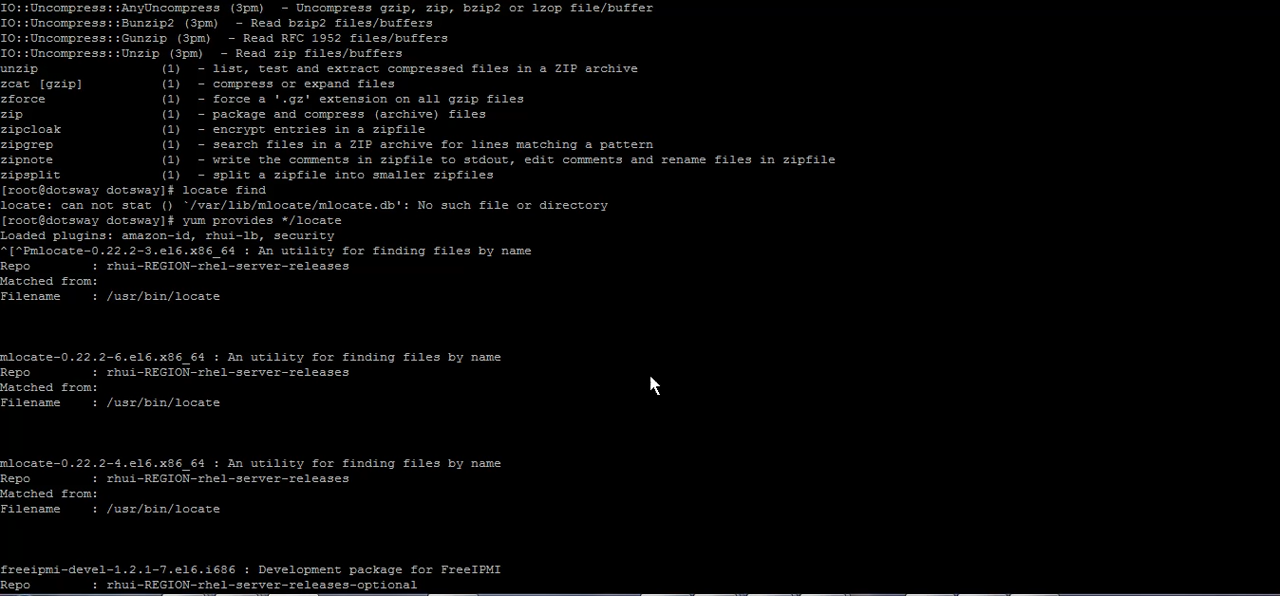 IO::Uncompress::AnyUncompress (3pm)  - Uncompress gzip, zip, bzip2 or lzop file/buffer
IO::Uncompress::Bunzip2 (3pm)  - Read bzip2 files/buffers
IO::Uncompress::Gunzip (3pm)  - Read RFC 1952 files/buffers
IO::Uncompress::Unzip (3pm)  - Read zip files/buffers
unzip                (1)  - list, test and extract compressed files in a ZIP archive
zcat [gzip]          (1)  - compress or expand files
zforce               (1)  - force a '.gz' extension on all gzip files
zip                  (1)  - package and compress (archive) files
zipcloak             (1)  - encrypt entries in a zipfile
zipgrep              (1)  - search files in a ZIP archive for lines matching a pattern
zipnote              (1)  - write the comments in zipfile to stdout, edit comments and rename files in zipfile
zipsplit             (1)  - split a zipfile into smaller zipfiles
[root@dotsway dotsway]# locate find
locate: can not stat () `/var/lib/mlocate/mlocate.db': No such file or directory
[root@dotsway dotsway]# yum provides */locate
Loaded plugins: amazon-id, rhui-lb, security
^[^Pmlocate-0.22.2-3.el6.x86_64 : An utility for finding files by name
Repo        : rhui-REGION-rhel-server-releases
Matched from:
Filename    : /usr/bin/locate
mlocate-0.22.2-6.el6.x86_64 : An utility for finding files by name
Repo        : rhui-REGION-rhel-server-releases
Matched from:
Filename    : /usr/bin/locate
mlocate-0.22.2-4.el6.x86_64 : An utility for finding files by name
Repo        : rhui-REGION-rhel-server-releases
Matched from:
Filename    : /usr/bin/locate
freeipmi-devel-1.2.1-7.el6.i686 : Development package for FreeIPMI
Repo        : rhui-REGION-rhel-server-releases-optional